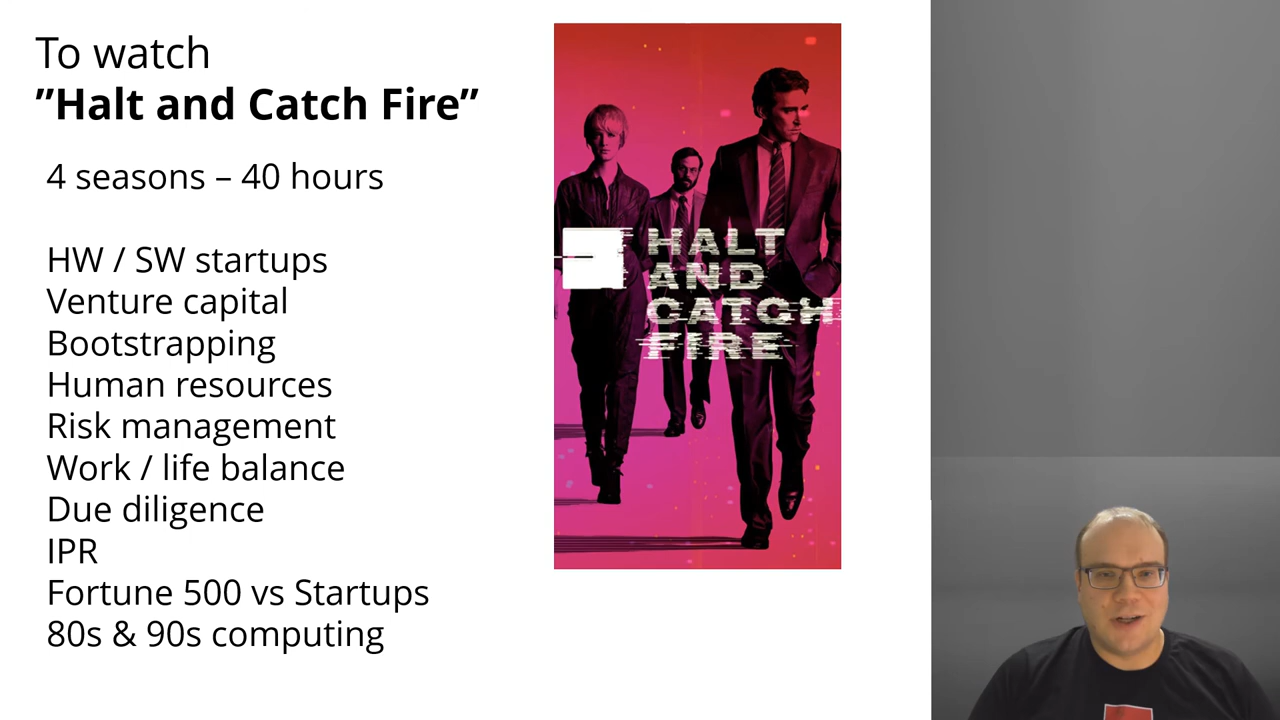 To watch
”Halt and Catch Fire”
4 seasons – 40 hours
HW / SW startups
Venture capital
Bootstrapping
Human resources
Risk management
Work / life balance
Due diligence
IPR
Fortune 500 vs Startups
80s & 90s computing
HALT
AND
CATCH
FIRE